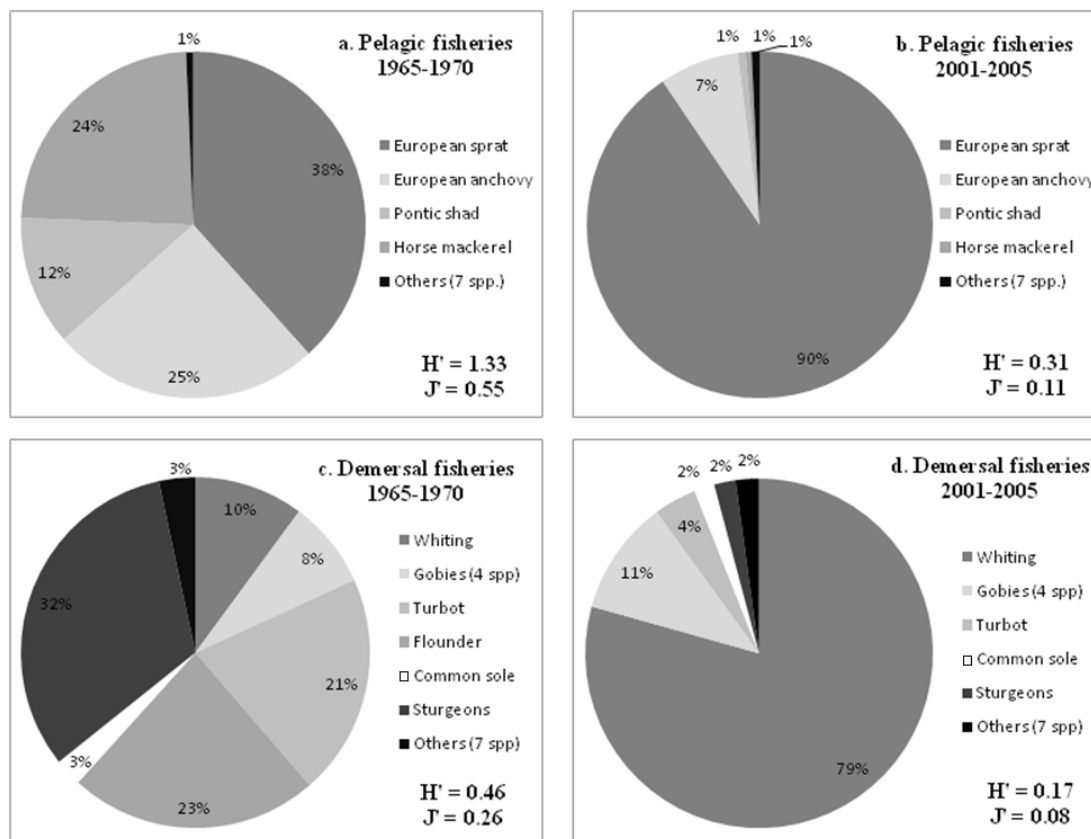 a. Pelagic fisheries
1965-1970
1%
38%
25%
12%
24%
European sprat
European anchovy
Pontic shad
Horse mackerel
Others (7 spp.)
H' = 1.33
J' = 0.55
b. Pelagic fisheries
2001-2005
1%
1%
1%
7%
90%
European sprat
European anchovy
Pontic shad
Horse mackerel
Others (7 spp.)
H' = 0.31
J' = 0.11
c. Demersal fisheries
1965-1970
3%
10%
8%
21%
23%
3%
32%
Whiting
Gobies (4 spp)
Turbot
Flounder
Common sole
Sturgeons
Others (7 spp)
H' = 0.46
J' = 0.26
d. Demersal fisheries
2001-2005
2%
2%
2%
4%
11%
79%
Whiting
Gobies (4 spp)
Turbot
Common sole
Sturgeons
Others (7 spp)
H' = 0.17
J' = 0.08